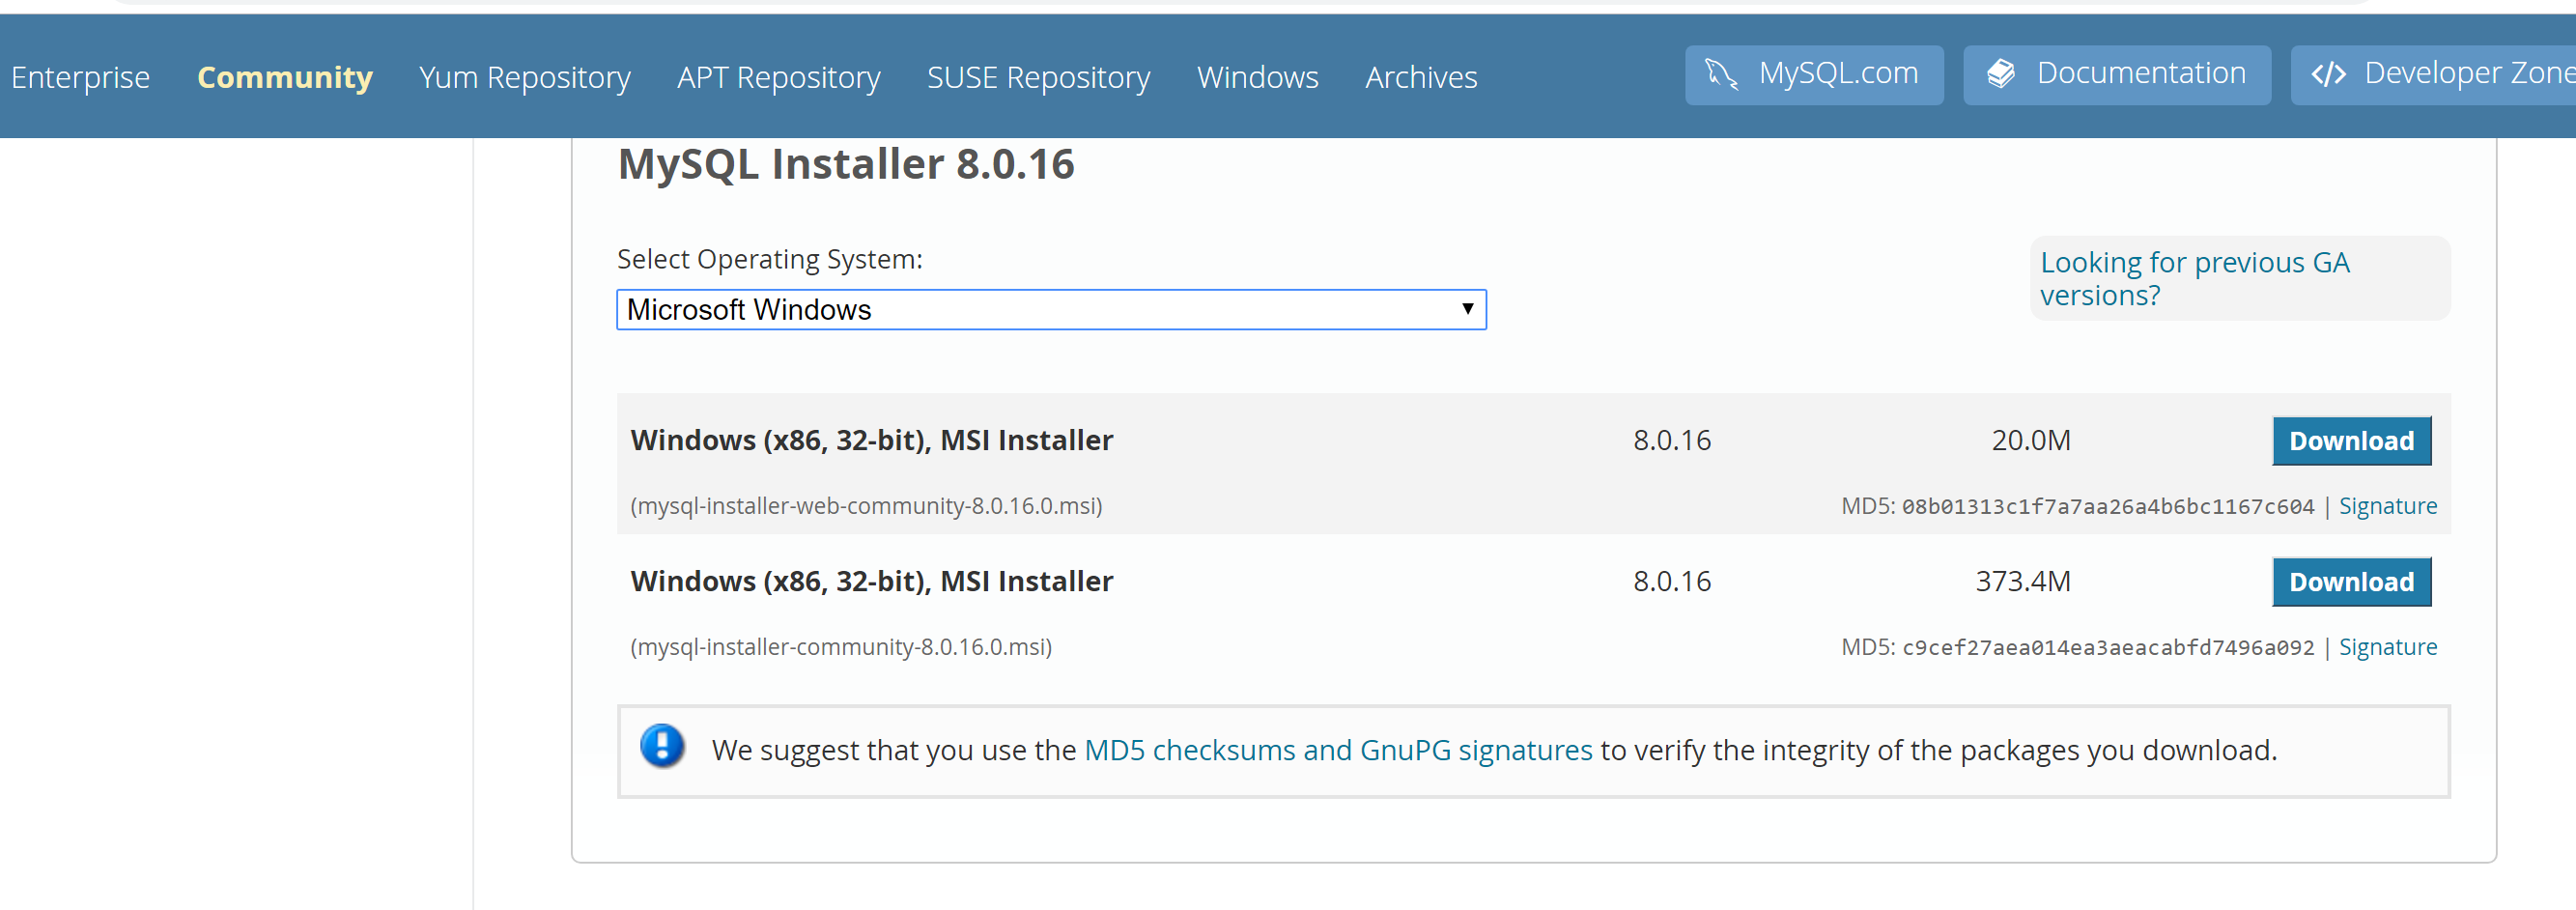 Enterprise Community Yum Repository APT Repository SUSE Repository Windows Archives MySQL.com Documentation Developer Zone
MySQL Installer 8.0.16
Select Operating System:
Looking for previous GA
versions?
Microsoft Windows
Windows (x86, 32-bit), MSI Installer 8.0.16 20.0M Download
(mysql-installer-web-community-8.0.16.0.msi) MD5: 08b01313c1f7a7aa26a4b6bc1167c604 | Signature
Windows (x86, 32-bit), MSI Installer 8.0.16 373.4M Download
(mysql-installer-community-8.0.16.0.msi) MD5: c9cef27aea014ea3aeacabfd7496a092 | Signature
We suggest that you use the MD5 checksums and GnuPG signatures to verify the integrity of the packages you download.